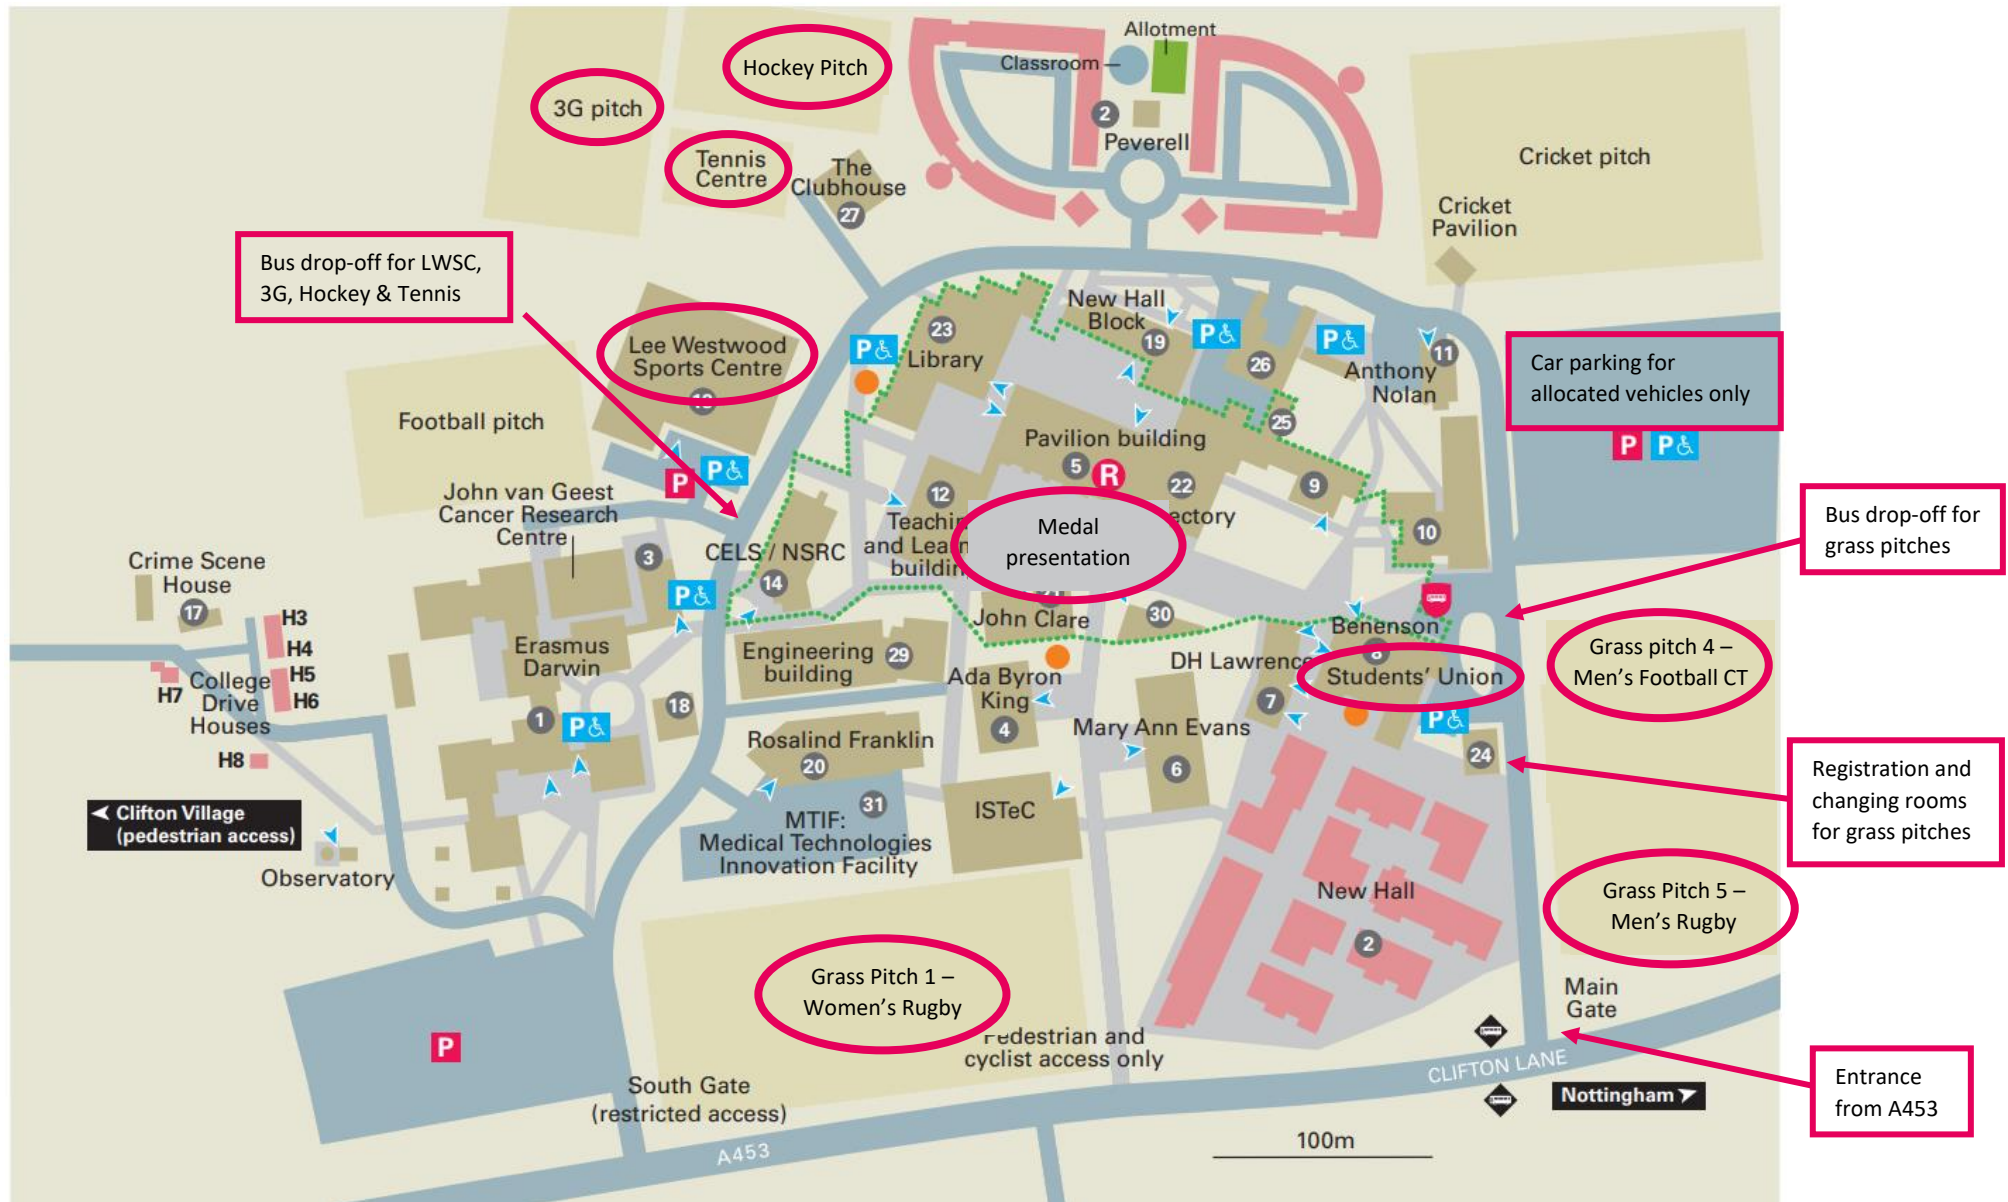 Allotment
Classroom
Hockey Pitch
3G pitch
2
Peverell
Cricket pitch
Tennis
Centre
The
Clubhouse
27
Cricket
Pavilion
Bus drop-off for LWSC,
3G, Hockey & Tennis
New Hall
Block
19
23
Library
P
Lee Westwood
Sports Centre
P
26
P
11
Anthony
Nolan
Car parking for
allocated vehicles only
P P
Football pitch
25
Pavilion building
5
R
22
9
P
P
John van Geest
Cancer Research
Centre
12
10
Medal
presentation
Bus drop-off for
grass pitches
Crime Scene
House
17
3
CELS / NSRC
14
P
H3
H4
H5
H6
H7
College
Drive
Houses
H8
Erasmus
Darwin
1
P
18
Engineering
building
29
John Clare
30
Benenson
8
Students' Union
DH Lawrence
7
P
24
Grass pitch 4 –
Men's Football CT
Ada Byron
King
4
Mary Ann Evans
6
Rosalind Franklin
20
31
MTIF:
Medical Technologies
Innovation Facility
ISTeC
Registration and
changing rooms
for grass pitches
Clifton Village
(pedestrian access)
Observatory
New Hall
2
Grass Pitch 5 –
Men's Rugby
Grass Pitch 1 –
Women's Rugby
Main
Gate
P
Pedestrian and
cyclist access only
South Gate
(restricted access)
CLIFTON LANE
Nottingham
Entrance
from A453
A453
100m